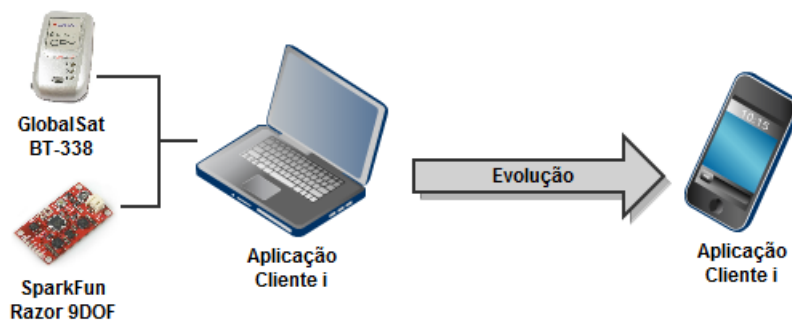 GlobalSat
BT-338
SparkFun
Razor 9DOF
Aplicação
Cliente i
Evolução
10:15
Aplicação
Cliente i